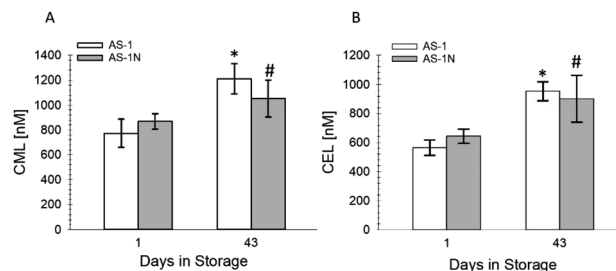 A
AS-1
AS-1N
1400
1200
1000
800
600
400
200
0
CML [nM]
*
#
1
43
Days in Storage
B
AS-1
AS-1N
1200
1000
800
600
400
200
0
CEL [nM]
*
#
1
43
Days in Storage